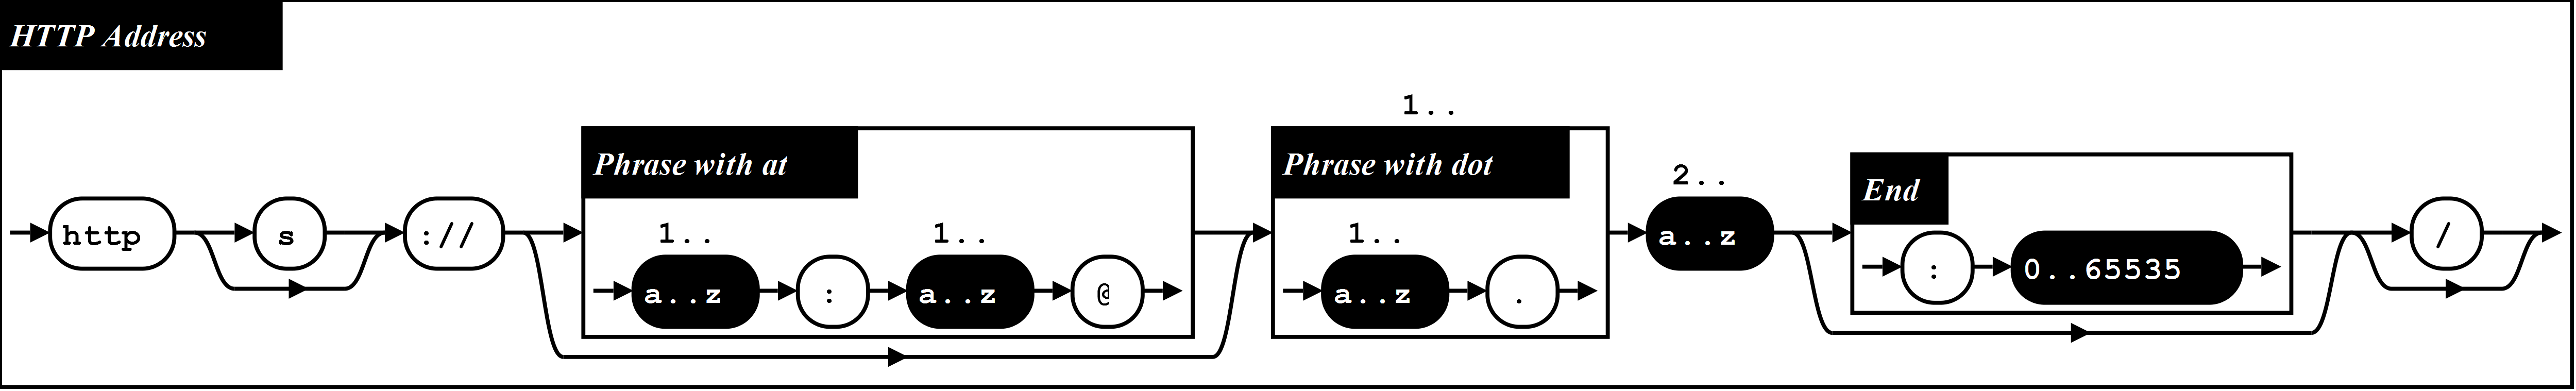 HTTP Address
http
s
://
Phrase with at
1..
a..z
:
1..
a..z
@
1..
Phrase with dot
1..
a..z
.
2..
a..z
End
:
0..65535
/